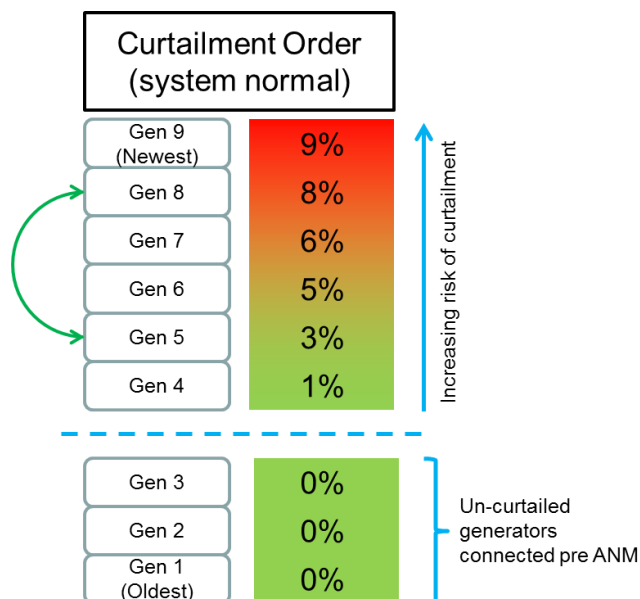 Curtailment Order
(system normal)
Gen 9
(Newest)
9%
Gen 8
8%
Gen 7
6%
Gen 6
5%
Gen 5
3%
Gen 4
1%
Increasing risk of curtailment
Gen 3
0%
Gen 2
0%
Gen 1
(Oldest)
0%
Un-curtailed
generators
connected pre ANM